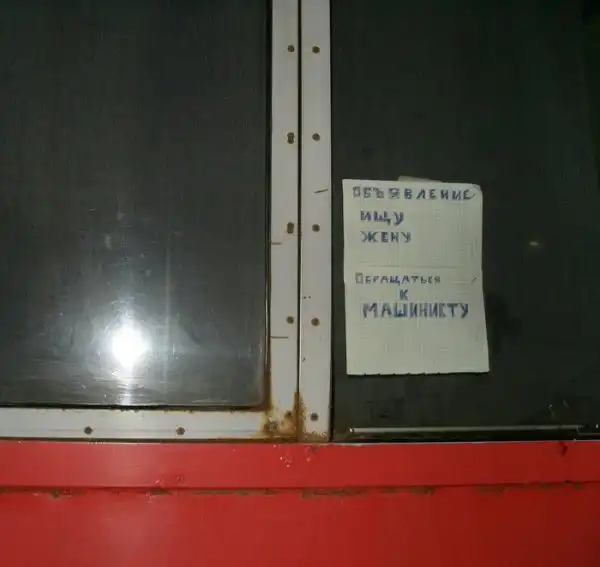 ОБЪЯВЛЕНИЕ
ИЩУ
ЖЕНУ
ОБРАЩАТЬСЯ
К
МАШИНИСТУ